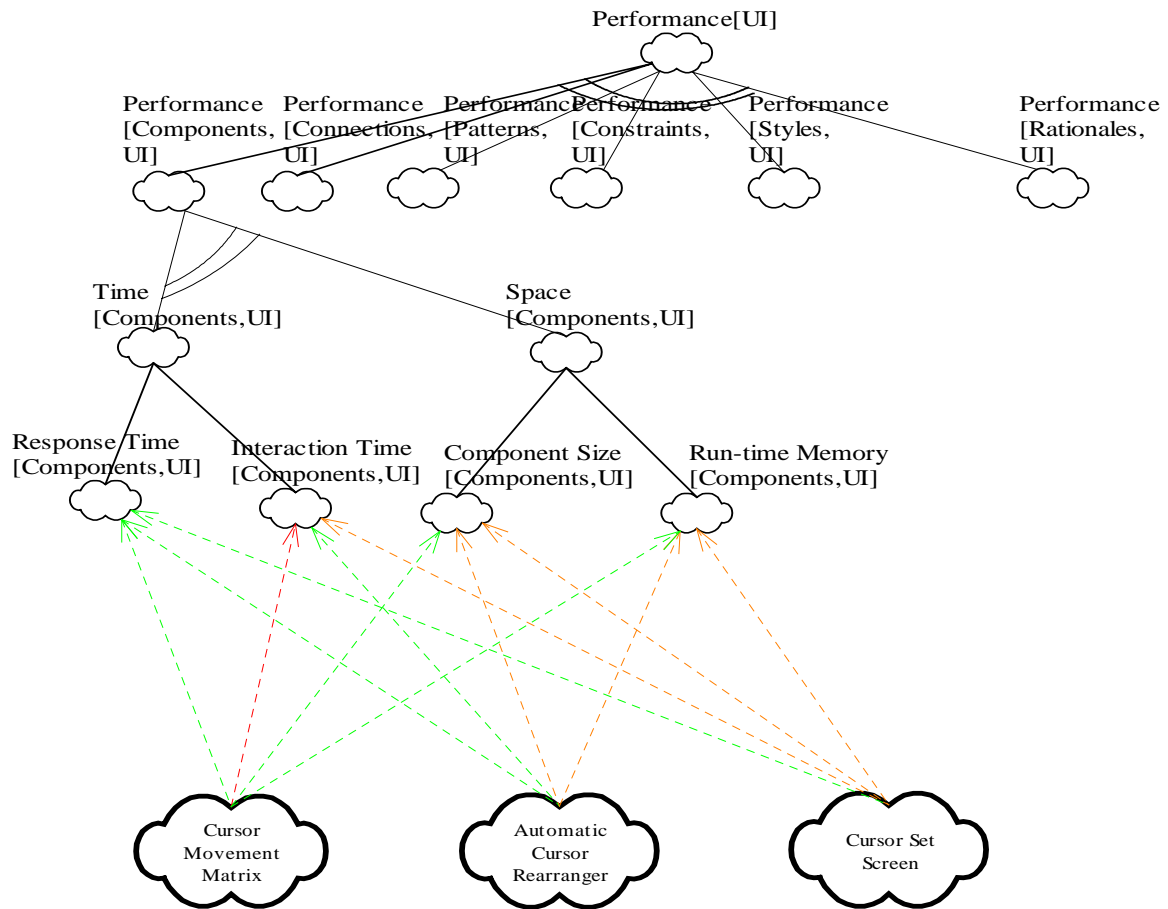 Performance[UI]
Performance
[Components,
UI]
Performance
[Connections,
UI]
Performance
[Patterns,
UI]
Performance
[Constraints,
UI]
Performance
[Styles,
UI]
Performance
[Rationales,
UI]
Time
[Components,UI]
Space
[Components,UI]
Response Time
[Components,UI]
Interaction Time
[Components,UI]
Component Size
[Components,UI]
Run-time Memory
[Components,UI]
Cursor
Movement
Matrix
Automatic
Cursor
Rearranger
Cursor Set
Screen